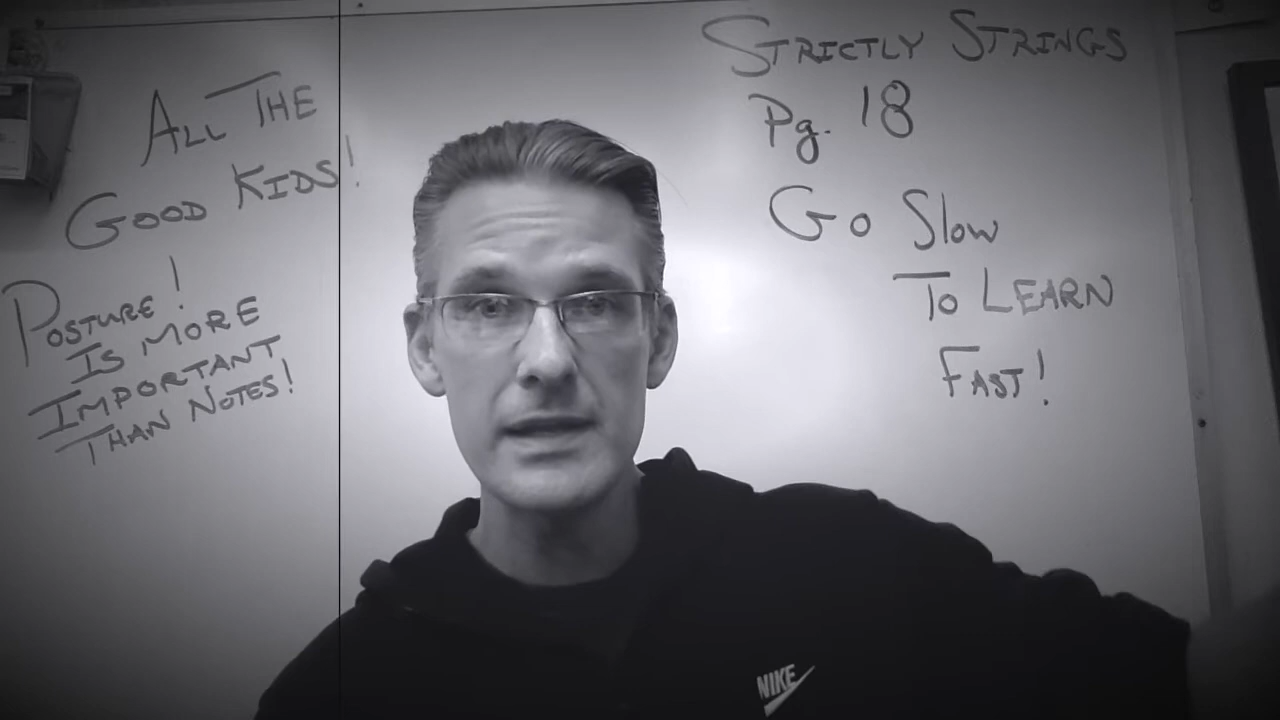 ALL THE
GOOD KIDS!
POSTURE!
IS MORE
IMPORTANT
THAN NOTES!
STRICTLY STRINGS
Pg. 18
Go Slow
To LEARN
FAST!
NIKE